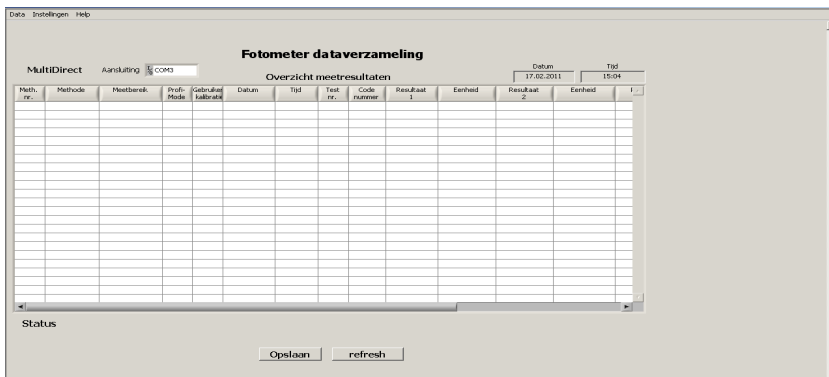 Data Instellingen Help
Fotometer dataverzameling
MultiDirect Aansluiting COM3
Datum Tijd
Overzicht meetresultaten
17.02.2011 15:04
Meth. nr. Methode Meetbereik Profi-Mode Gebruiker kalibratie Datum Tijd Test nr. Code nummer Resultaat 1 Eenheid Resultaat 2 Eenheid
Status
Opslaan refresh